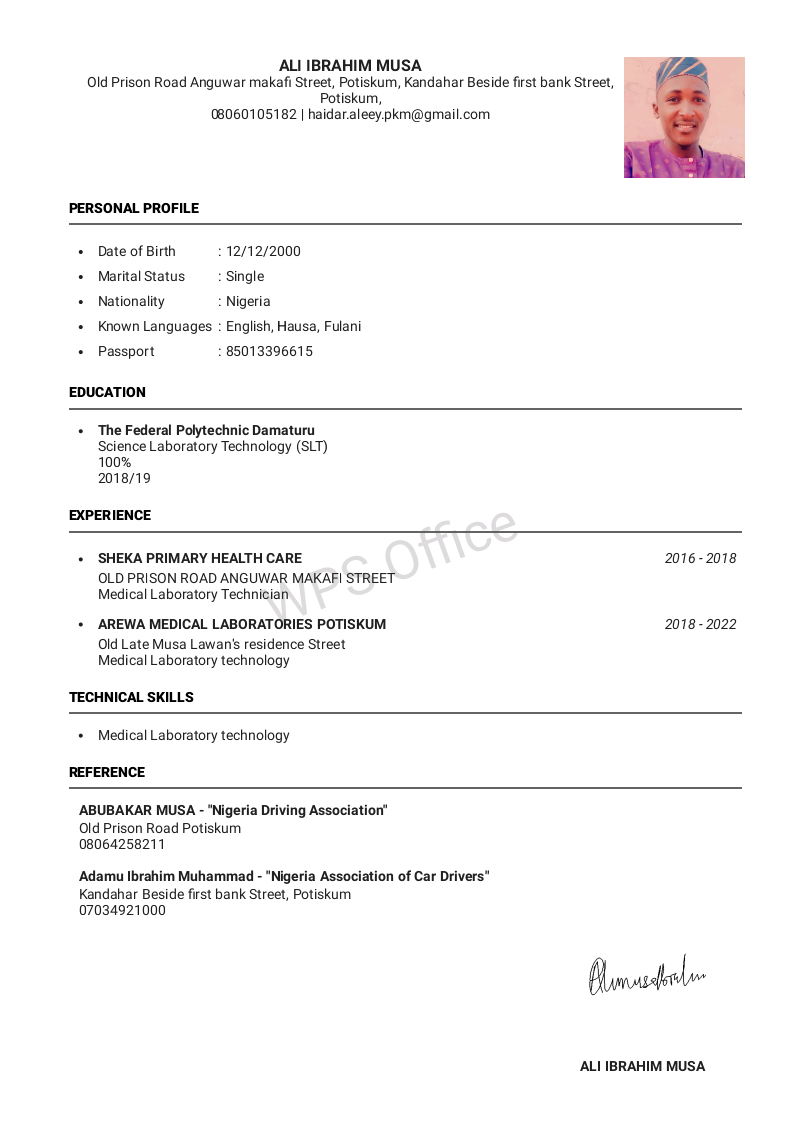 ALI IBRAHIM MUSA
Old Prison Road Anguwar makafi Street, Potiskum, Kandahar Beside first bank Street,
Potiskum,
08060105182 | haidar.aleey.pkm@gmail.com
PERSONAL PROFILE
• Date of Birth : 12/12/2000
• Marital Status : Single
• Nationality : Nigeria
• Known Languages : English, Hausa, Fulani
• Passport : 85013396615
EDUCATION
• The Federal Polytechnic Damaturu
Science Laboratory Technology (SLT)
100%
2018/19
EXPERIENCE
• SHEKA PRIMARY HEALTH CARE 2016 - 2018
OLD PRISON ROAD ANGUWAR MAKAFI STREET
Medical Laboratory Technician
WPS Office
• AREWA MEDICAL LABORATORIES POTISKUM 2018 - 2022
Old Late Musa Lawan's residence Street
Medical Laboratory technology
TECHNICAL SKILLS
• Medical Laboratory technology
REFERENCE
ABUBAKAR MUSA - "Nigeria Driving Association"
Old Prison Road Potiskum
08064258211
Adamu Ibrahim Muhammad - "Nigeria Association of Car Drivers"
Kandahar Beside first bank Street, Potiskum
07034921000
ALI IBRAHIM MUSA